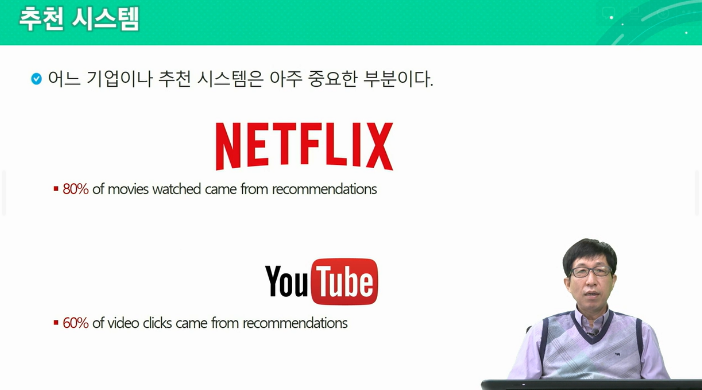 추천 시스템
어느 기업이나 추천 시스템은 아주 중요한 부분이다.
NETFLIX
80% of movies watched came from recommendations
YouTube
60% of video clicks came from recommendations